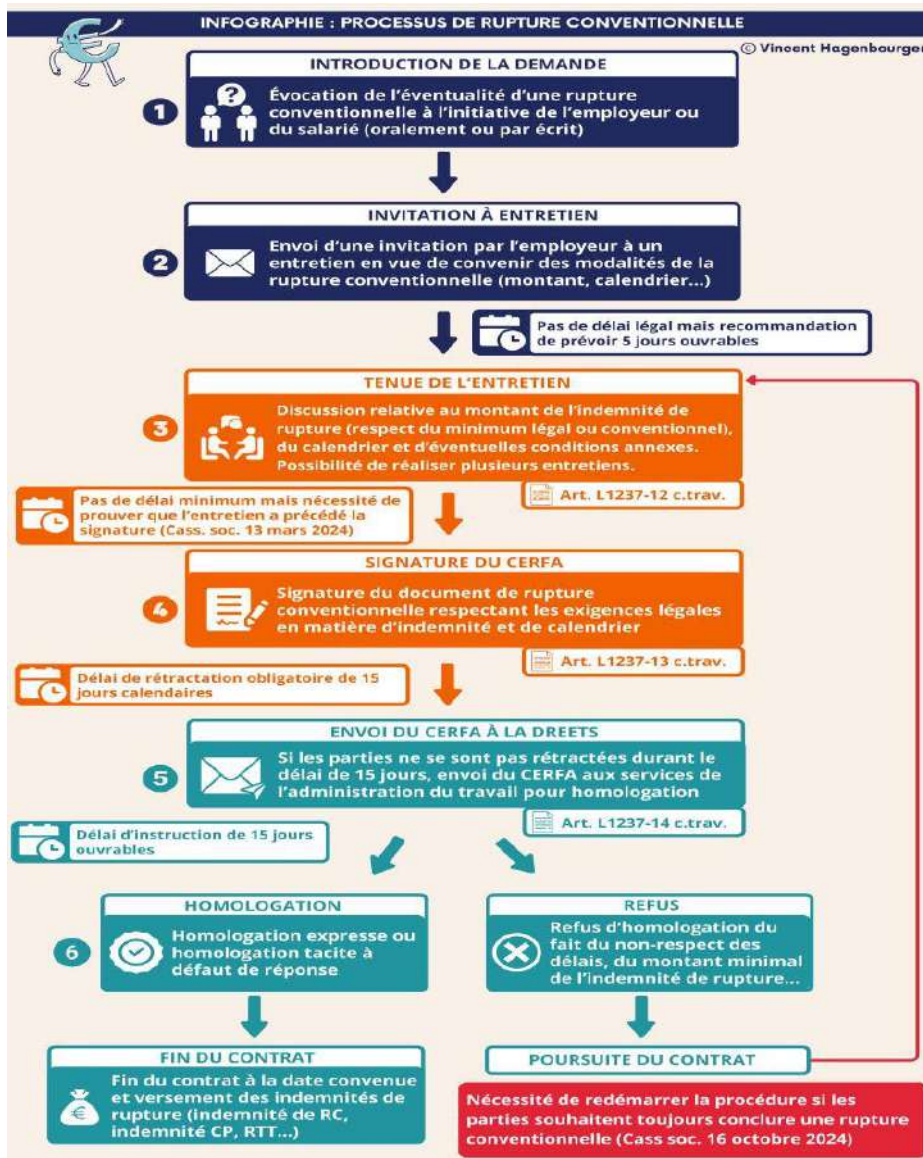 INFOGRAPHIE : PROCESSUS DE RUPTURE CONVENTIONNELLE
© Vincent Hagenbourger
INTRODUCTION DE LA DEMANDE
1
?
Évocation de l'éventualité d'une rupture
conventionnelle à l'initiative de l'employeur ou
du salarié (oralement ou par écrit)
INVITATION À ENTRETIEN
2
Envoi d'une invitation par l'employeur à un
entretien en vue de convenir des modalités de la
rupture conventionnelle (montant, calendrier...)
Pas de délai légal mais recommandation
de prévoir 5 jours ouvrables
TENUE DE L'ENTRETIEN
3
Discussion relative au montant de l'indemnité de
rupture (respect du minimum légal ou conventionnel),
du calendrier et d'éventuelles conditions annexes.
Possibilité de réaliser plusieurs entretiens.
Art. L1237-12 c.trav.
Pas de délai minimum mais nécessité de
prouver que l'entretien a précédé la
signature (Cass. soc. 13 mars 2024)
SIGNATURE DU CERFA
4
Signature du document de rupture
conventionnelle respectant les exigences légales
en matière d'indemnité et de calendrier
Art. L1237-13 c.trav.
Délai de rétractation obligatoire de 15
jours calendaires
ENVOI DU CERFA À LA DREETS
5
Si les parties ne se sont pas rétractées durant le
délai de 15 jours, envoi du CERFA aux services de
l'administration du travail pour homologation
Art. L1237-14 c.trav.
Délai d'instruction de 15 jours
ouvrables
HOMOLOGATION
6
Homologation expresse ou
homologation tacite à
défaut de réponse
REFUS
Refus d'homologation du
fait du non-respect des
délais, du montant minimal
de l'indemnité de rupture...
FIN DU CONTRAT
€
Fin du contrat à la date convenue
et versement des indemnités de
rupture (indemnité de RC,
indemnité CP, RTT...)
POURSUITE DU CONTRAT
Nécessité de redémarrer la procédure si les
parties souhaitent toujours conclure une rupture
conventionnelle (Cass soc. 16 octobre 2024)